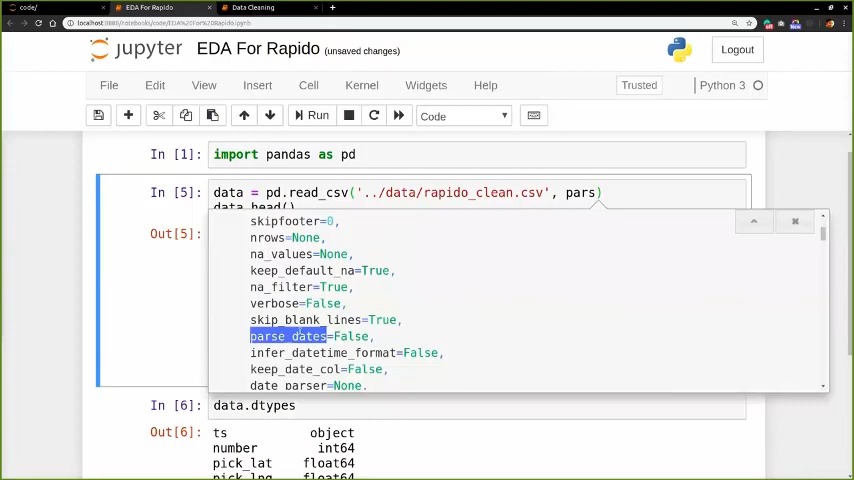 code/
EDA For Rapido
Data Cleaning
localhost:8888/notebooks/code/EDA%20For%20Rapido.ipynb
jupyter EDA For Rapido (unsaved changes)
Logout
File Edit View Insert Cell Kernel Widgets Help
Trusted
Python 3
Run
Code
In [1]: import pandas as pd
In [5]: data = pd.read_csv('../data/rapido_clean.csv', pars)
data.head()
Out[5]:
skipfooter=0,
nrows=None,
na_values=None,
keep_default_na=True,
na_filter=True,
verbose=False,
skip_blank_lines=True,
parse_dates=False,
infer_datetime_format=False,
keep_date_col=False,
date_parser=None,
In [6]: data.dtypes
Out[6]: ts object
number int64
pick_lat float64
pick_lng float64